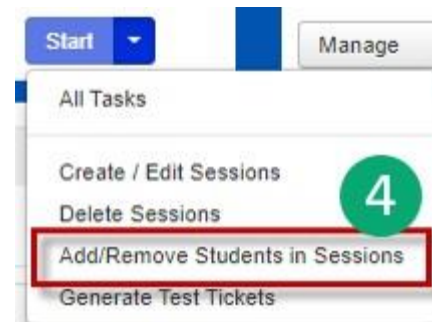 Start
Manage
All Tasks
Create / Edit Sessions
Delete Sessions
4
Add/Remove Students in Sessions
Generate Test Tickets